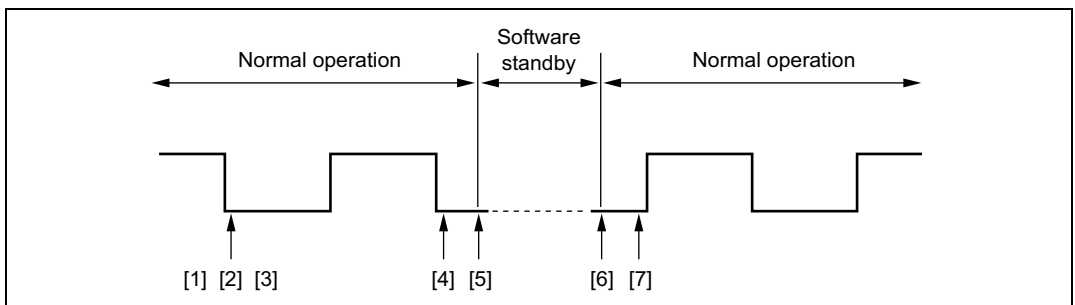 Normal operation
Software
standby
Normal operation
[1] [2] [3]
[4] [5]
[6] [7]